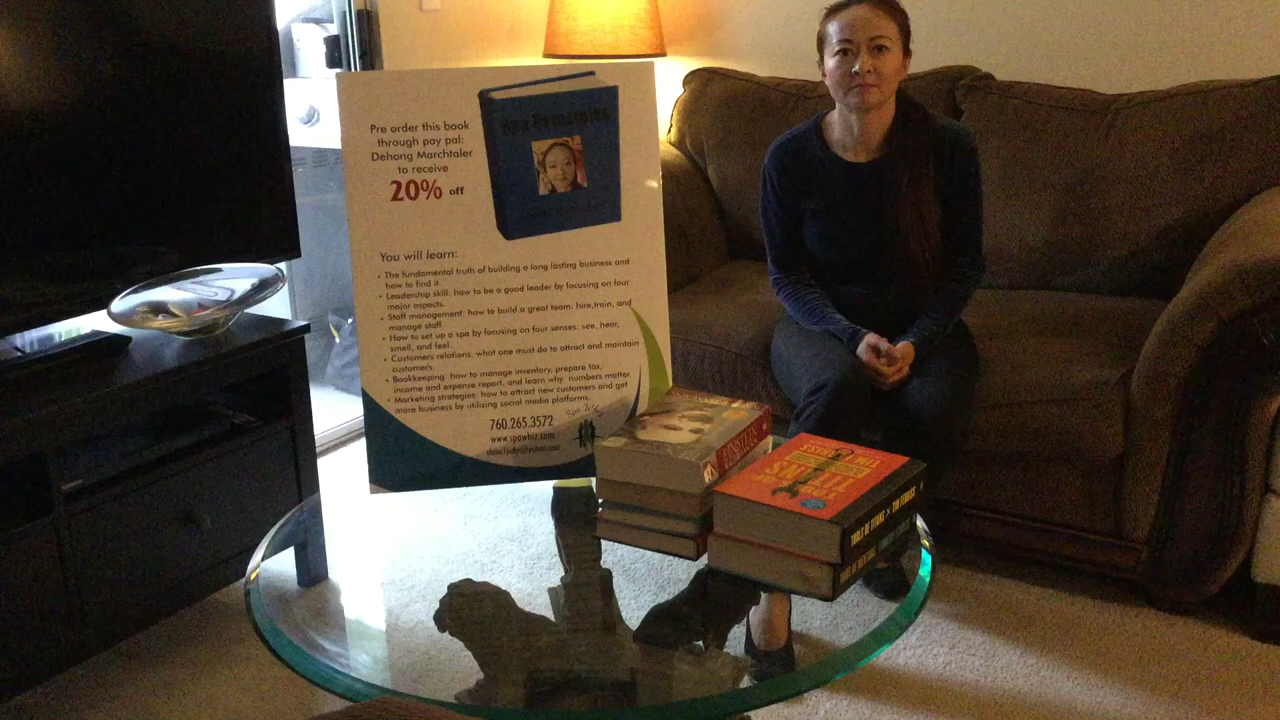 Pre order this book
through pay pal:
Dehong Marchtaler
to receive
20% off
Spa
You will learn:
• The fundamental truth of building a long lasting business and
how to find it.
• Leadership skill: how to be a good leader by focusing on four
major aspects.
• Staff management: how to build a great team: hire,train, and
manage staff.
• How to set up a spa by focusing on four senses: see, hear,
smell, and feel.
• Customers relations: what one must do to attract and maintain
customers.
• Bookkeeping: how to manage inventory, prepare tax,
income and expense report, and learn why numbers matter.
• Marketing strategies: how to attract new customers and get
more business by utilizing social media platforms.
760.265.3572
www.spawhiz.com
EINSTEIN
TOOLS OF
TITANS
TIM FERRISS
TOOLS OF TITANS TIM FERRISS